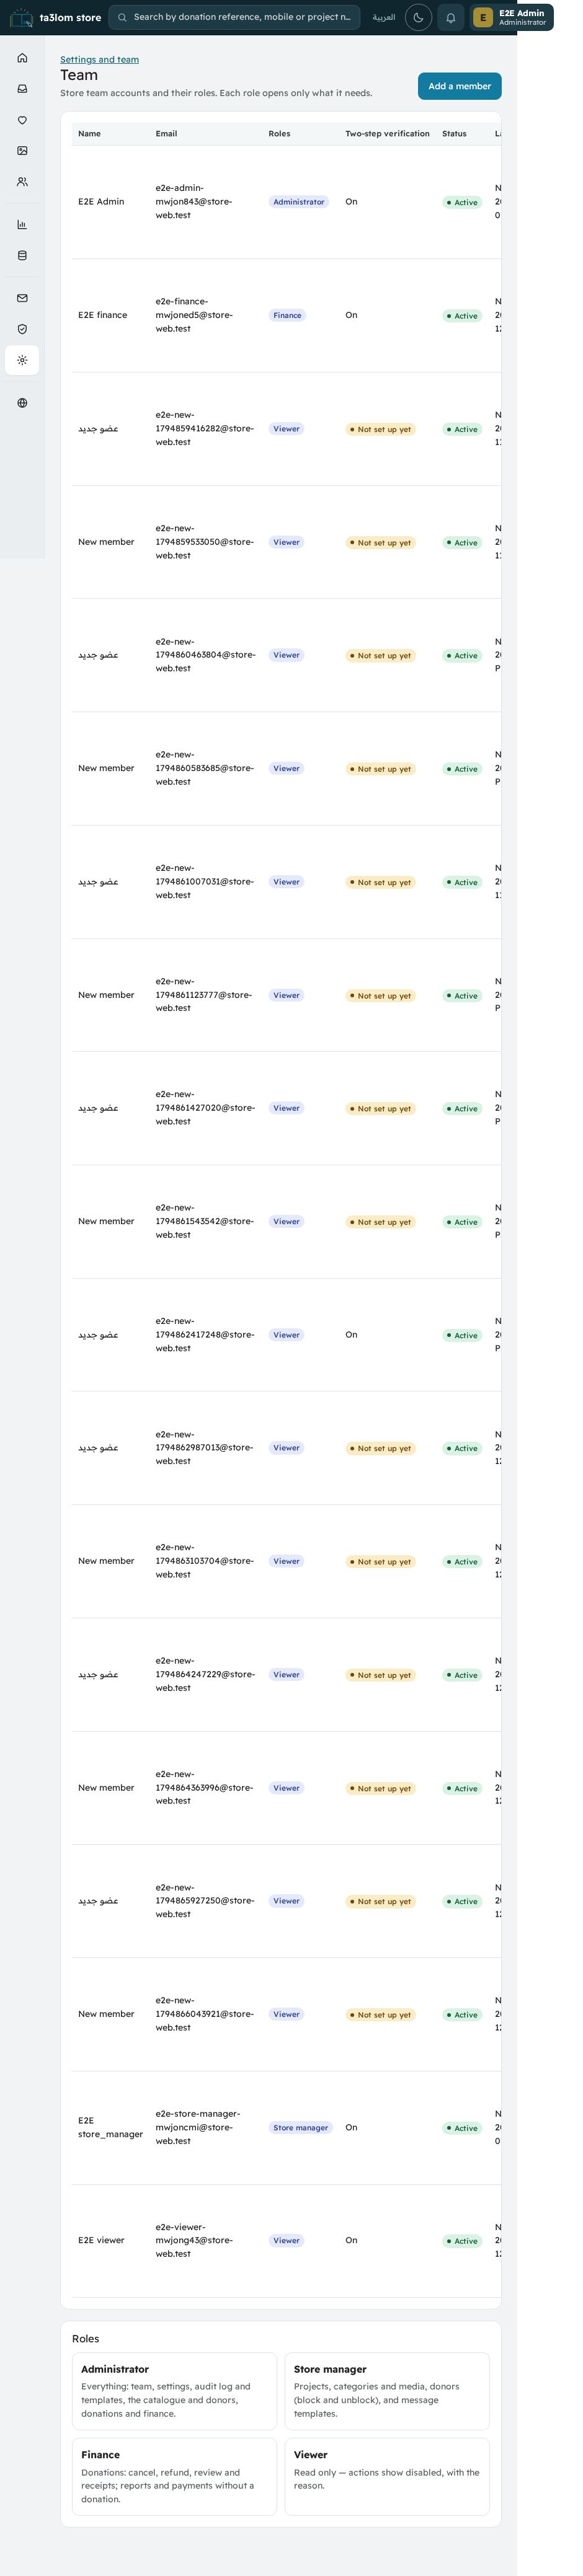 ta3lom store
Search by donation reference, mobile or project n...
العربية
E
E2E Admin
Administrator
Settings and team
Team
Store team accounts and their roles. Each role opens only what it needs.
Add a member
Name Email Roles Two-step verification Status
E2E Admin
e2e-admin-
mwjon843@store-
web.test
Administrator
On
Active
E2E finance
e2e-finance-
mwjoned5@store-
web.test
Finance
On
Active
عضو جديد
e2e-new-
1794859416282@store-
web.test
Viewer
Not set up yet
Active
New member
e2e-new-
1794859533050@store-
web.test
Viewer
Not set up yet
Active
عضو جديد
e2e-new-
1794860463804@store-
web.test
Viewer
Not set up yet
Active
New member
e2e-new-
1794860583685@store-
web.test
Viewer
Not set up yet
Active
عضو جديد
e2e-new-
1794861007031@store-
web.test
Viewer
Not set up yet
Active
New member
e2e-new-
1794861123777@store-
web.test
Viewer
Not set up yet
Active
عضو جديد
e2e-new-
1794861427020@store-
web.test
Viewer
Not set up yet
Active
New member
e2e-new-
1794861543542@store-
web.test
Viewer
Not set up yet
Active
عضو جديد
e2e-new-
1794862417248@store-
web.test
Viewer
On
Active
عضو جديد
e2e-new-
1794862987013@store-
web.test
Viewer
Not set up yet
Active
New member
e2e-new-
1794863103704@store-
web.test
Viewer
Not set up yet
Active
عضو جديد
e2e-new-
1794864247229@store-
web.test
Viewer
Not set up yet
Active
New member
e2e-new-
1794864363996@store-
web.test
Viewer
Not set up yet
Active
عضو جديد
e2e-new-
1794865927250@store-
web.test
Viewer
Not set up yet
Active
New member
e2e-new-
1794866043921@store-
web.test
Viewer
Not set up yet
Active
E2E
store_manager
e2e-store-manager-
mwjoncmi@store-
web.test
Store manager
On
Active
E2E viewer
e2e-viewer-
mwjong43@store-
web.test
Viewer
On
Active
Roles
Administrator
Everything: team, settings, audit log and
templates, the catalogue and donors,
donations and finance.
Store manager
Projects, categories and media, donors
(block and unblock), and message
templates.
Finance
Donations: cancel, refund, review and
receipts; reports and payments without a
donation.
Viewer
Read only — actions show disabled, with the
reason.